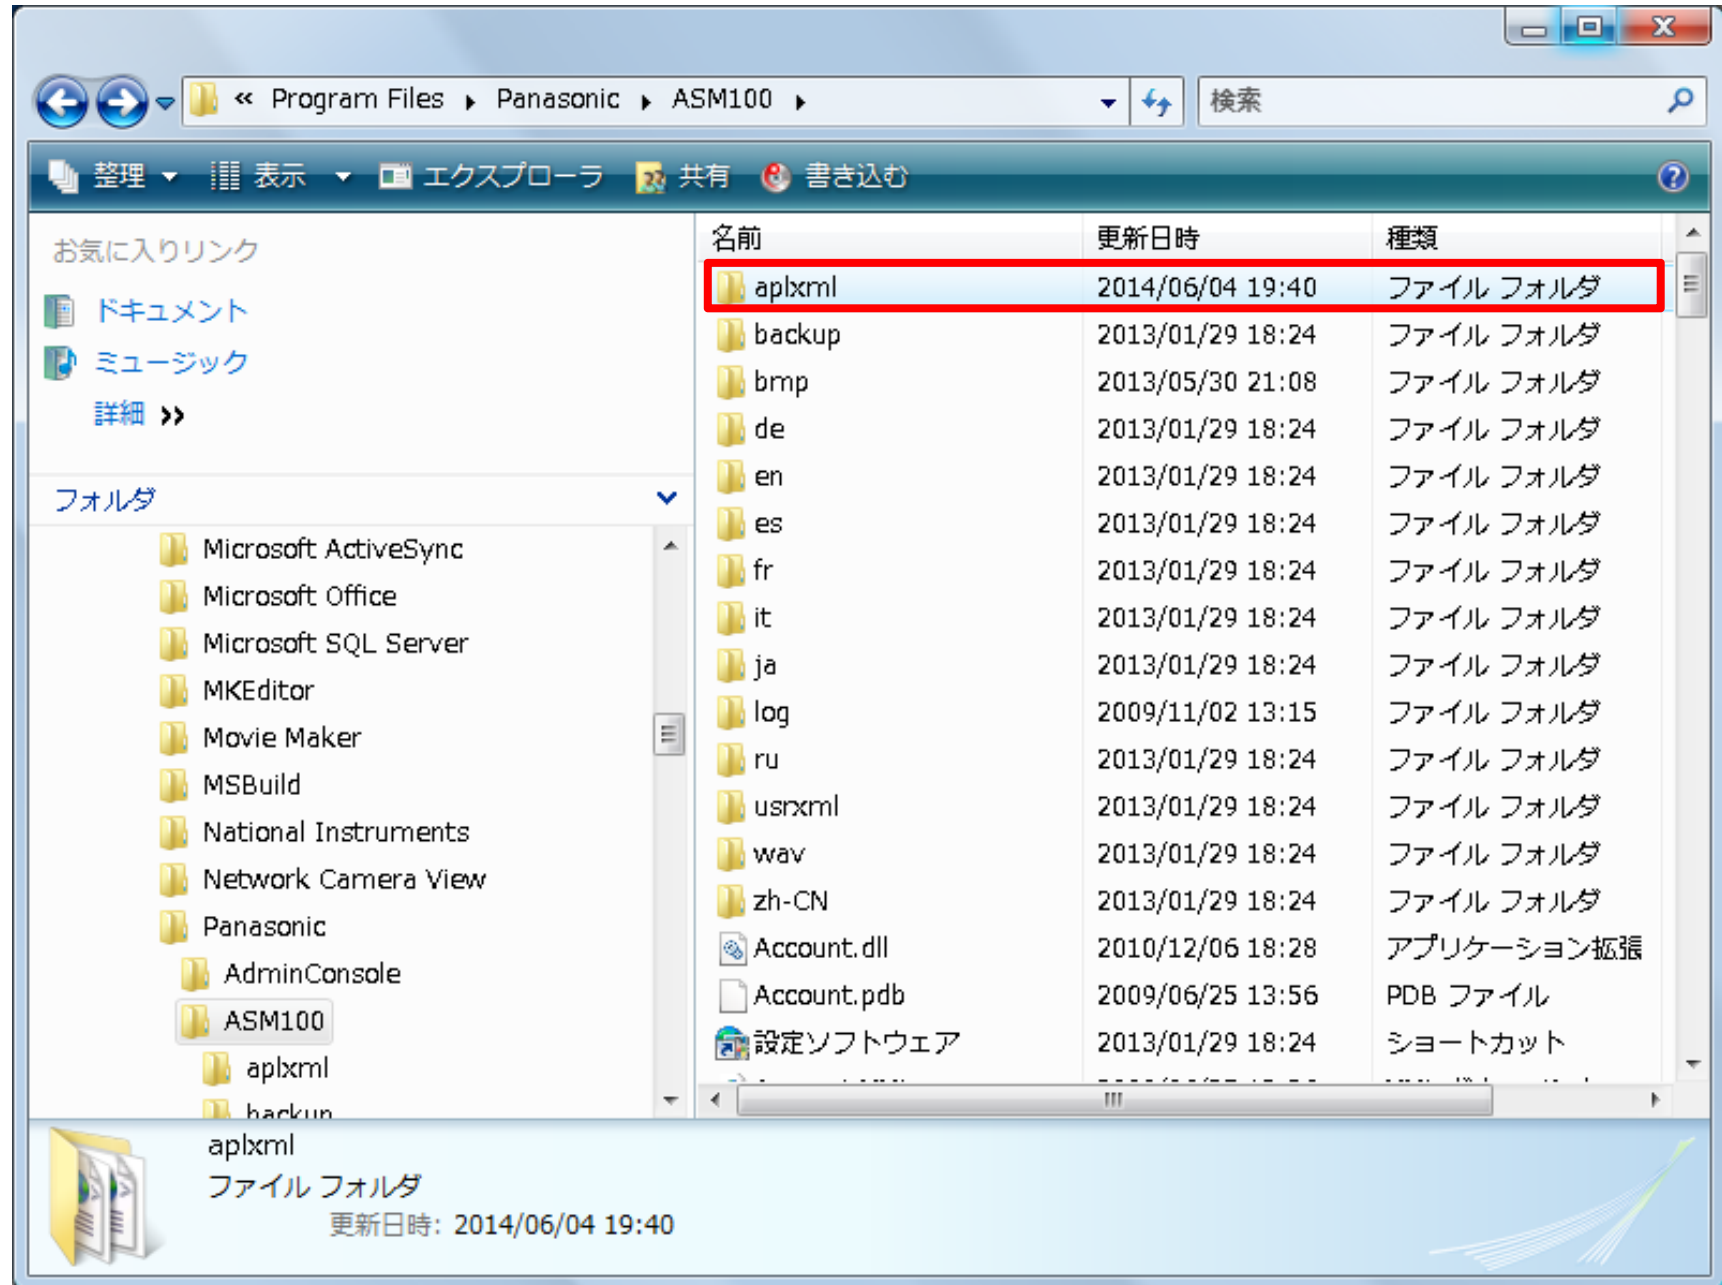 « Program Files ▸ Panasonic ▸ ASM100 ▸
検索
整理 表示 エクスプローラ 共有 書き込む
お気に入りリンク
ドキュメント
ミュージック
詳細 »
フォルダ
Microsoft ActiveSync
Microsoft Office
Microsoft SQL Server
MKEditor
Movie Maker
MSBuild
National Instruments
Network Camera View
Panasonic
AdminConsole
ASM100
aplxml
backup
名前 更新日時 種類
aplxml 2014/06/04 19:40 ファイル フォルダ
backup 2013/01/29 18:24 ファイル フォルダ
bmp 2013/05/30 21:08 ファイル フォルダ
de 2013/01/29 18:24 ファイル フォルダ
en 2013/01/29 18:24 ファイル フォルダ
es 2013/01/29 18:24 ファイル フォルダ
fr 2013/01/29 18:24 ファイル フォルダ
it 2013/01/29 18:24 ファイル フォルダ
ja 2013/01/29 18:24 ファイル フォルダ
log 2009/11/02 13:15 ファイル フォルダ
ru 2013/01/29 18:24 ファイル フォルダ
usrxml 2013/01/29 18:24 ファイル フォルダ
wav 2013/01/29 18:24 ファイル フォルダ
zh-CN 2013/01/29 18:24 ファイル フォルダ
Account.dll 2010/12/06 18:28 アプリケーション拡張
Account.pdb 2009/06/25 13:56 PDB ファイル
設定ソフトウェア 2013/01/29 18:24 ショートカット
aplxml
ファイル フォルダ
更新日時: 2014/06/04 19:40